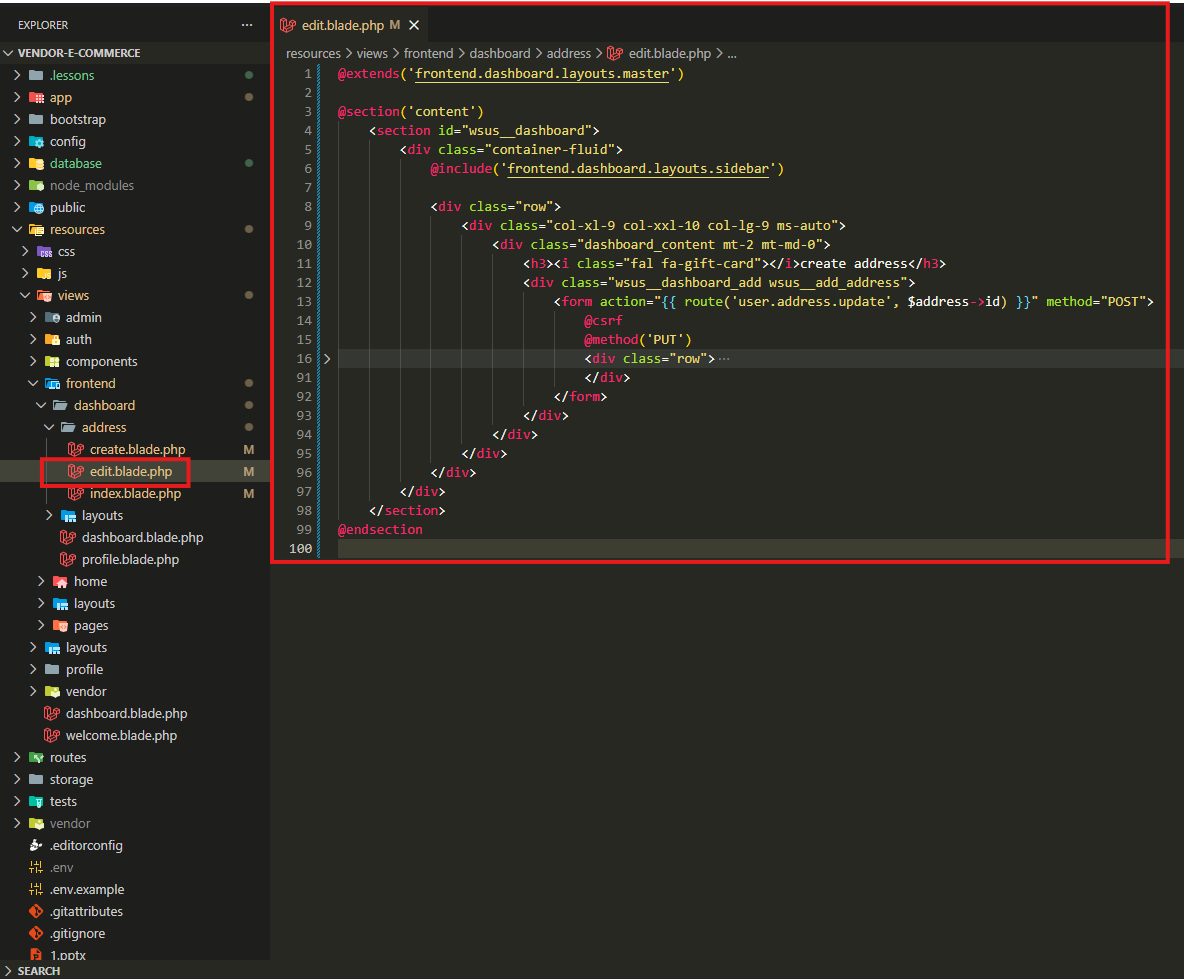 EXPLORER
···
VENDOR-E-COMMERCE
.lessons
app
bootstrap
config
database
node_modules
public
resources
css
js
views
admin
auth
components
frontend
dashboard
address
create.blade.php M
edit.blade.php M
index.blade.php M
layouts
dashboard.blade.php
profile.blade.php
home
layouts
pages
layouts
profile
vendor
dashboard.blade.php
welcome.blade.php
routes
storage
tests
vendor
.editorconfig
.env
.env.example
.gitattributes
.gitignore
1.pptx
SEARCH
edit.blade.php M
resources > views > frontend > dashboard > address > edit.blade.php > ...
1 @extends('frontend.dashboard.layouts.master')
2
3 @section('content')
4 <section id="wsus__dashboard">
5 <div class="container-fluid">
6 @include('frontend.dashboard.layouts.sidebar')
7
8 <div class="row">
9 <div class="col-xl-9 col-xxl-10 col-lg-9 ms-auto">
10 <div class="dashboard_content mt-2 mt-md-0">
11 <h3><i class="fal fa-gift-card"></i>create address</h3>
12 <div class="wsus__dashboard_add wsus__add_address">
13 <form action="{{ route('user.address.update', $address->id) }}" method="POST">
14 @csrf
15 @method('PUT')
16 <div class="row">···
91 </div>
92 </form>
93 </div>
94 </div>
95 </div>
96 </div>
97 </div>
98 </section>
99 @endsection
100